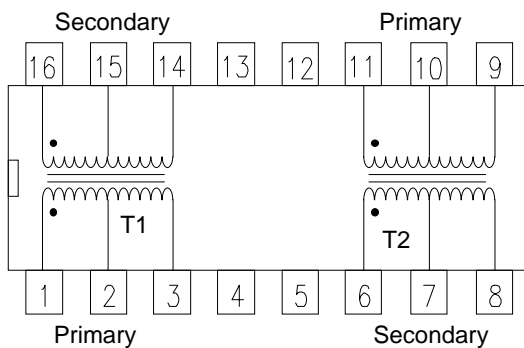 Secondary Primary
16 15 14 13 12 11 10 9
T1 T2
1 2 3 4 5 6 7 8
Primary Secondary